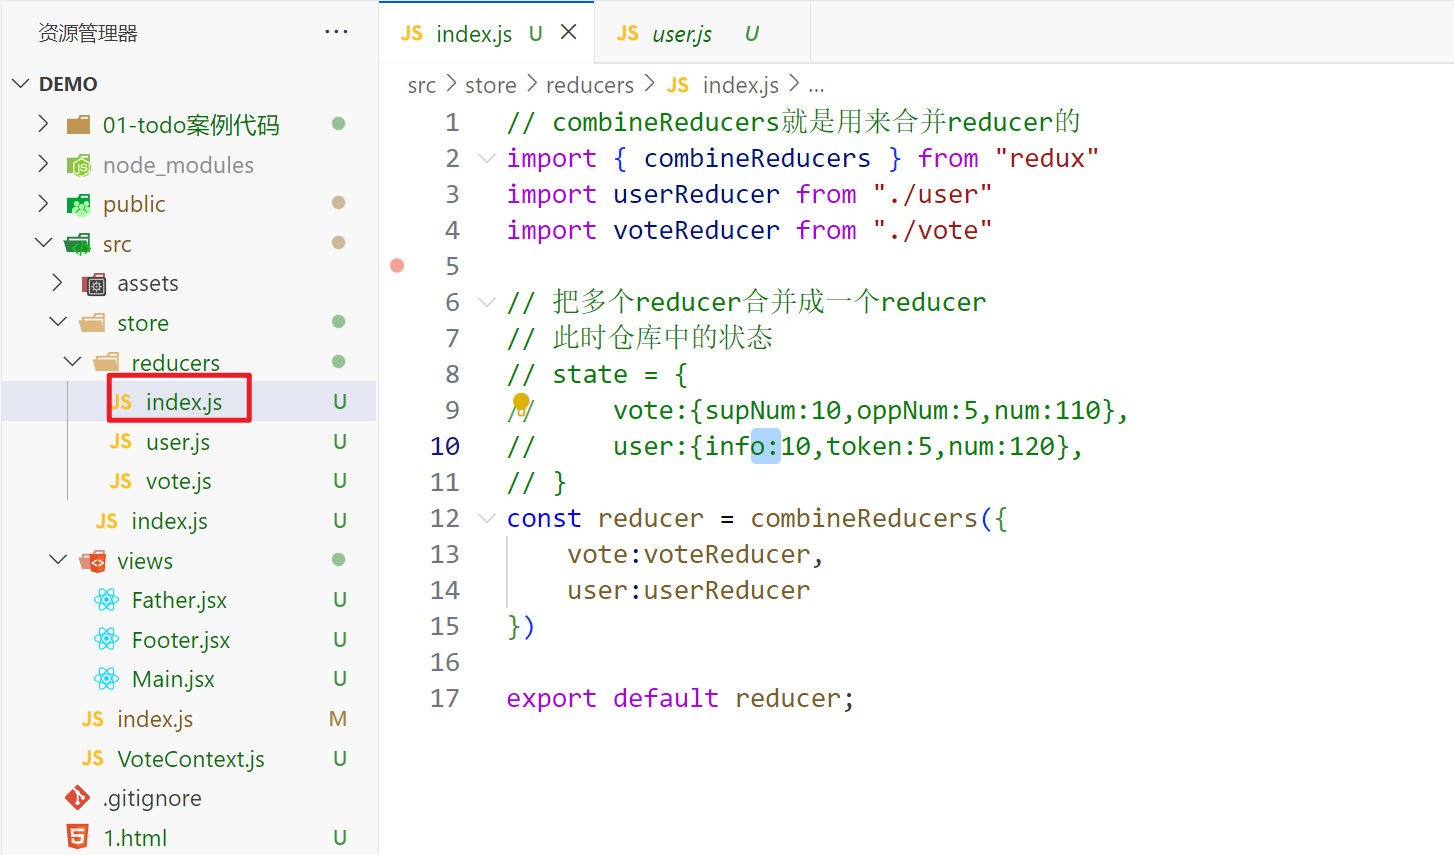 资源管理器 ···
DEMO
01-todo案例代码
node_modules
public
src
assets
store
reducers
JS index.js U
JS user.js U
JS vote.js U
JS index.js U
views
Father.jsx U
Footer.jsx U
Main.jsx U
JS index.js M
JS VoteContext.js U
.gitignore
1.html U
JS index.js U
JS user.js U
src > store > reducers > JS index.js > ...
1 // combineReducers就是用来合并reducer的
2 import { combineReducers } from "redux"
3 import userReducer from "./user"
4 import voteReducer from "./vote"
5
6 // 把多个reducer合并成一个reducer
7 // 此时仓库中的状态
8 // state = {
9 //     vote:{supNum:10,oppNum:5,num:110},
10 //     user:{info:10,token:5,num:120},
11 // }
12 const reducer = combineReducers({
13     vote:voteReducer,
14     user:userReducer
15 })
16
17 export default reducer;